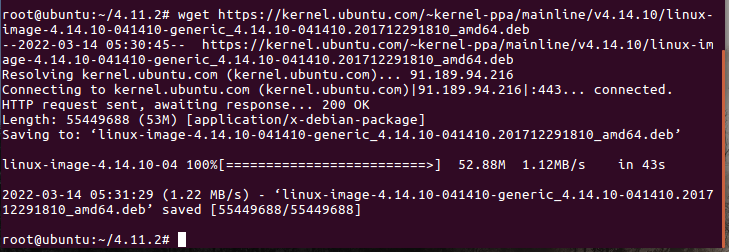 root@ubuntu:~/4.11.2# wget https://kernel.ubuntu.com/~kernel-ppa/mainline/v4.14.10/linux-
image-4.14.10-041410-generic_4.14.10-041410.201712291810_amd64.deb
--2022-03-14 05:30:45--  https://kernel.ubuntu.com/~kernel-ppa/mainline/v4.14.10/linux-im
age-4.14.10-041410-generic_4.14.10-041410.201712291810_amd64.deb
Resolving kernel.ubuntu.com (kernel.ubuntu.com)... 91.189.94.216
Connecting to kernel.ubuntu.com (kernel.ubuntu.com)|91.189.94.216|:443... connected.
HTTP request sent, awaiting response... 200 OK
Length: 55449688 (53M) [application/x-debian-package]
Saving to: ‘linux-image-4.14.10-041410-generic_4.14.10-041410.201712291810_amd64.deb’
linux-image-4.14.10-04 100%[=========================>]  52.88M  1.12MB/s    in 43s
2022-03-14 05:31:29 (1.22 MB/s) - ‘linux-image-4.14.10-041410-generic_4.14.10-041410.2017
12291810_amd64.deb’ saved [55449688/55449688]
root@ubuntu:~/4.11.2#